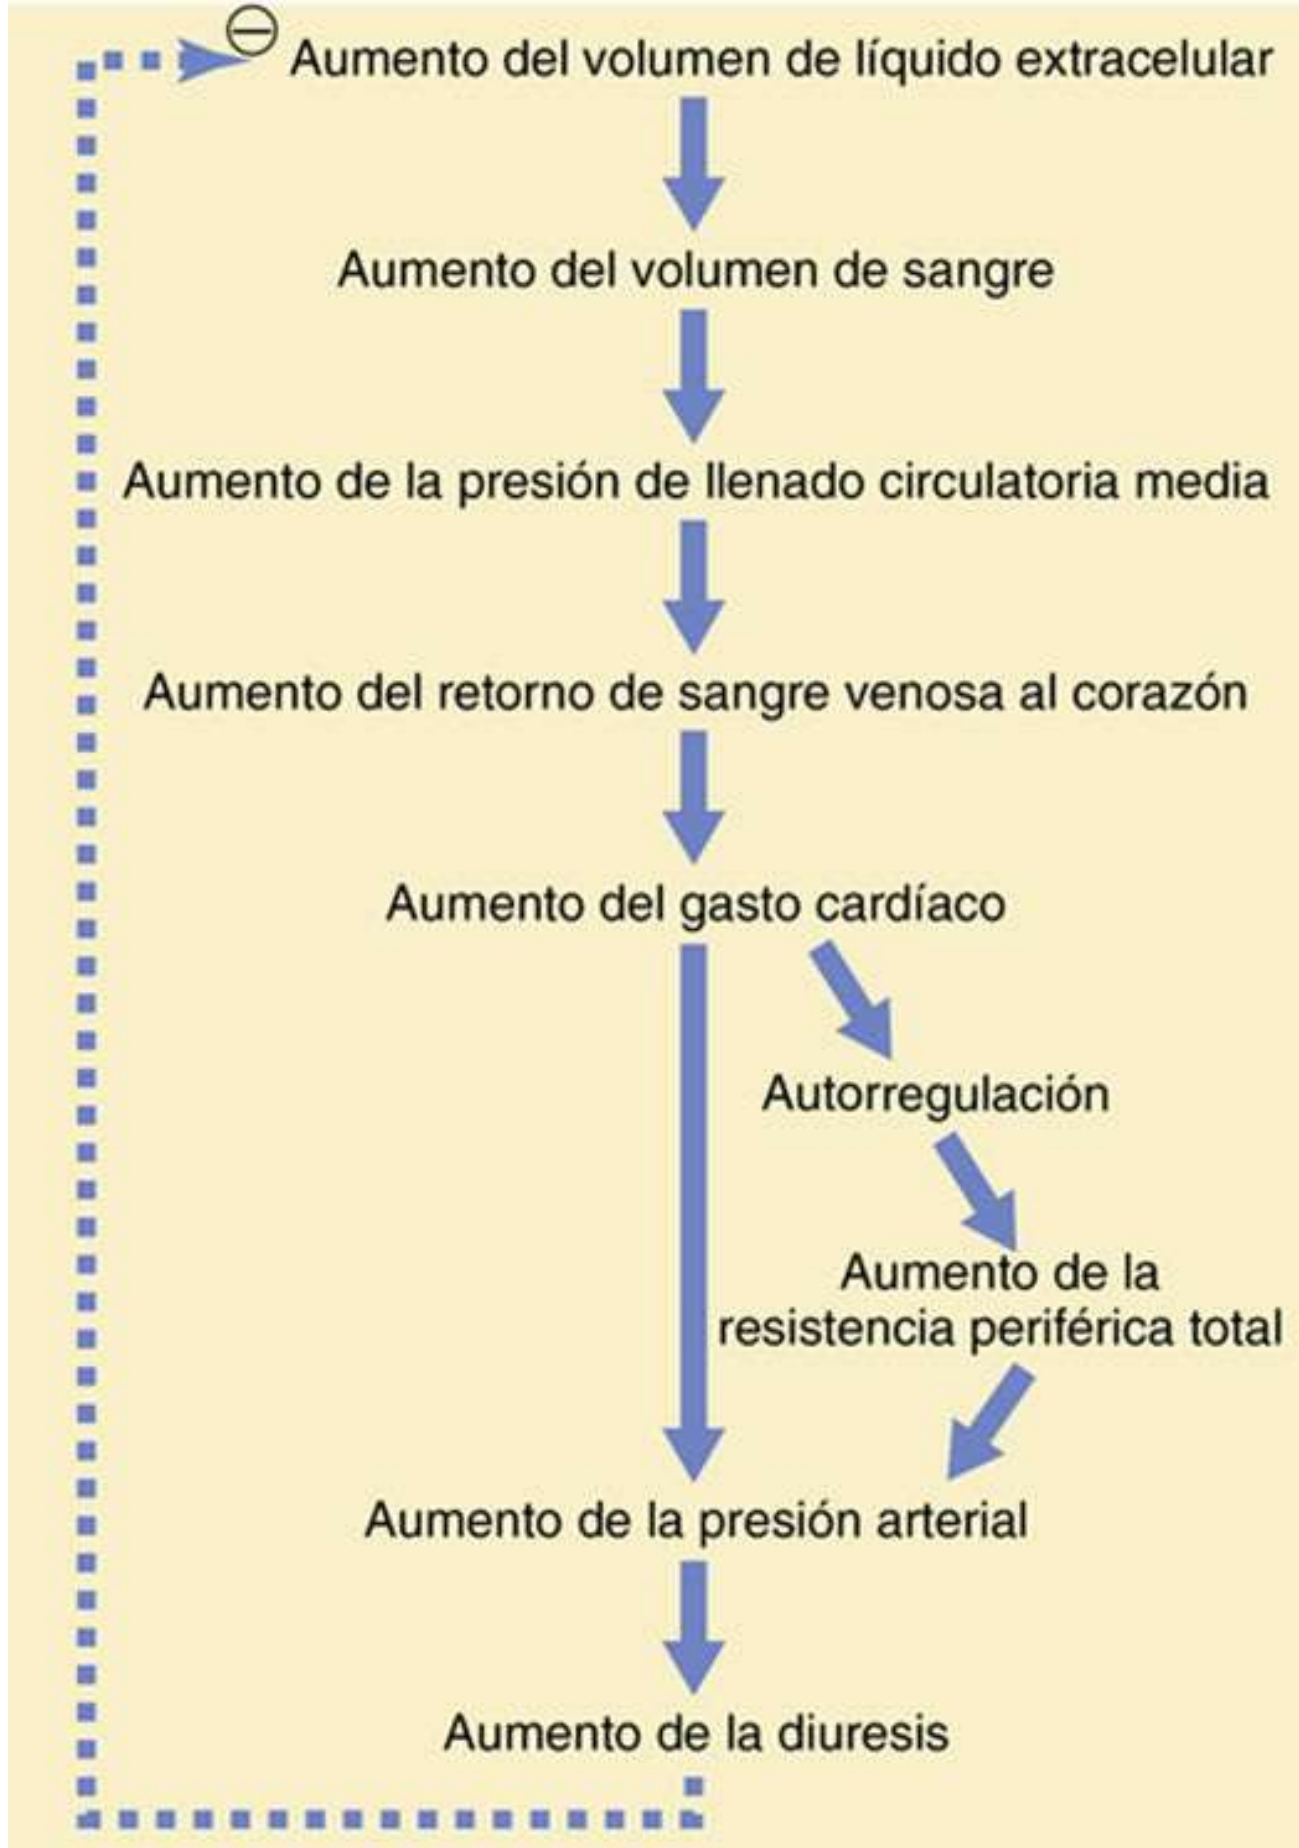 Aumento del volumen de líquido extracelular
Aumento del volumen de sangre
Aumento de la presión de llenado circulatoria media
Aumento del retorno de sangre venosa al corazón
Aumento del gasto cardíaco
Autorregulación
Aumento de la
resistencia periférica total
Aumento de la presión arterial
Aumento de la diuresis